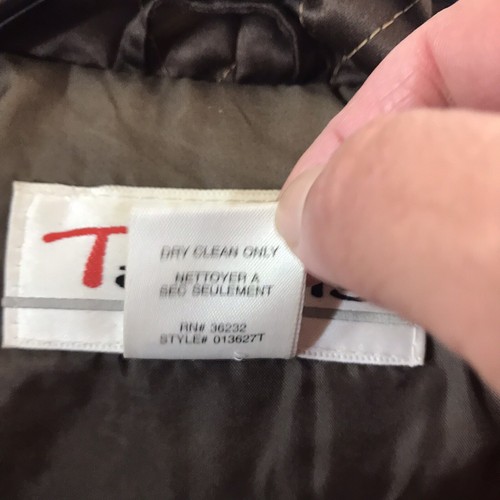 DRY CLEAN ONLY
NETTOYER A
SEC SEULEMENT
RN# 36232
STYLE# 013627T